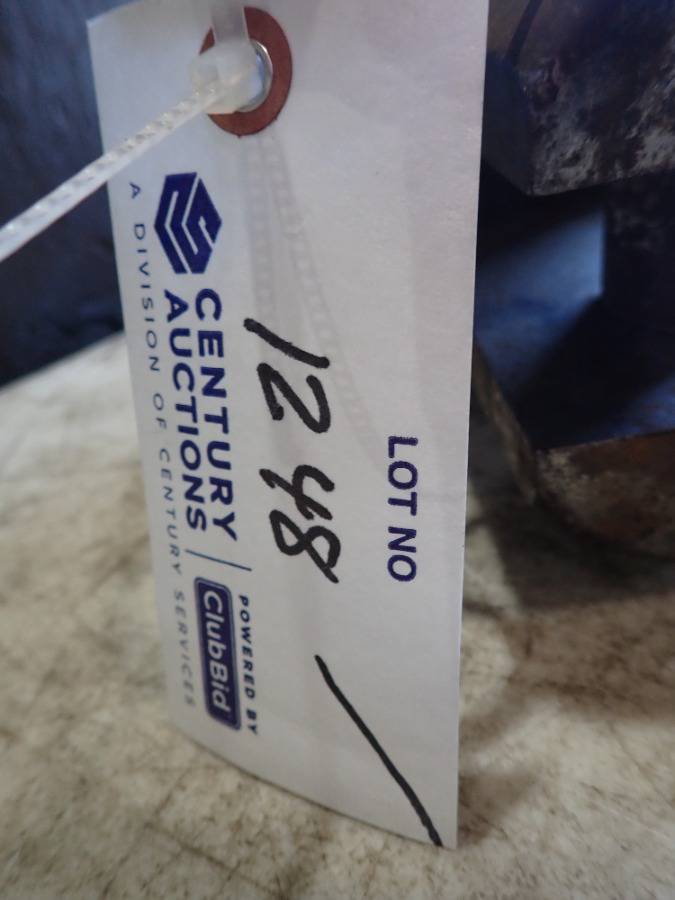 LOT NO
1248
CENTURY
AUCTIONS
A DIVISION OF CENTURY SERVICES
POWERED BY
ClubBid